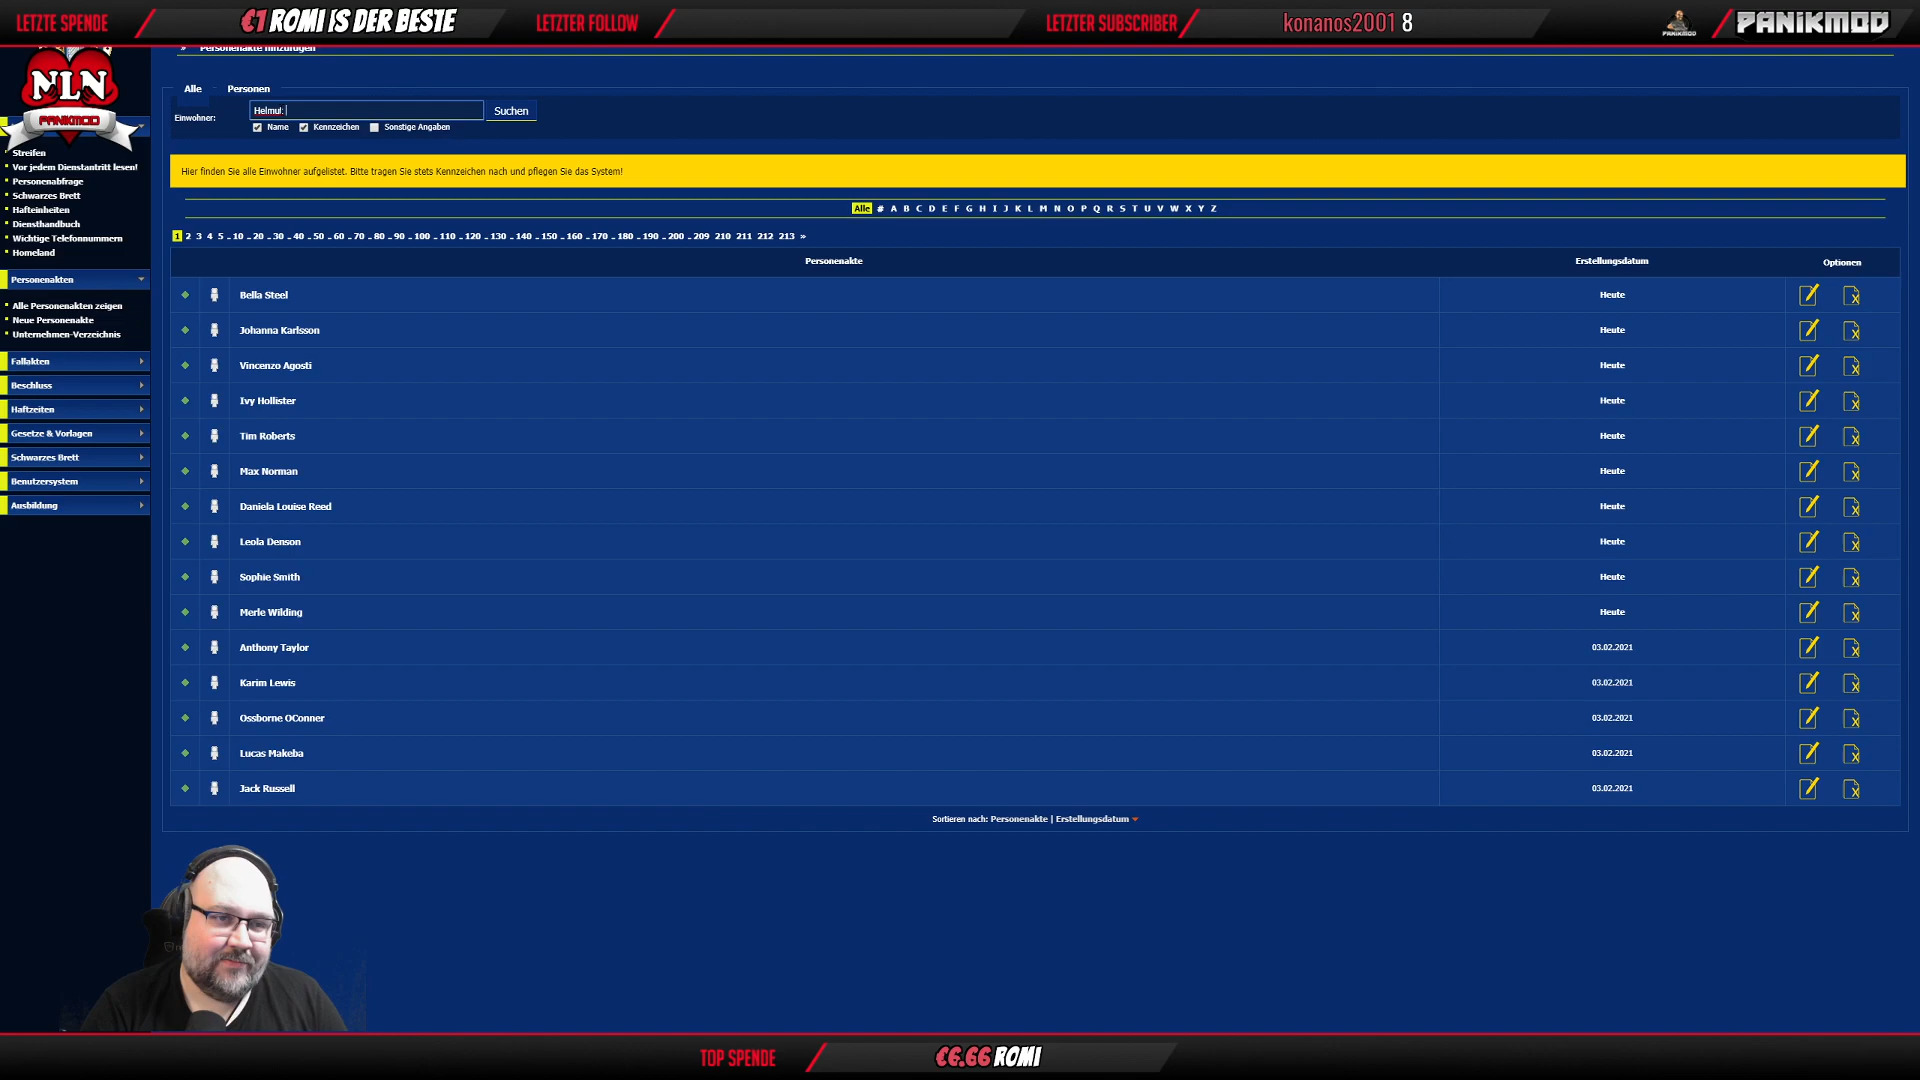 LETZTE SPENDE €1 ROMI IS DER BESTE LETZTER FOLLOW LETZTER SUBSCRIBER konanos2001 8 PANIKMOD PANIKMOD
» Personenakte hinzufügen
NLN
PANIKMOD
Alle Personen
Einwohner: Helmut Suchen
Name Kennzeichen Sonstige Angaben
Hier finden Sie alle Einwohner aufgelistet. Bitte tragen Sie stets Kennzeichen nach und pflegen Sie das System!
Streifen
Vor jedem Dienstantritt lesen!
Personenabfrage
Schwarzes Brett
Hafteinheiten
Diensthandbuch
Wichtige Telefonnummern
Homeland
Personenakten
Alle Personenakten zeigen
Neue Personenakte
Unternehmen-Verzeichnis
Fallakten
Beschluss
Haftzeiten
Gesetze & Vorlagen
Schwarzes Brett
Benutzersystem
Ausbildung
Alle # A B C D E F G H I J K L M N O P Q R S T U V W X Y Z
1 2 3 4 5 .. 10 .. 20 .. 30 .. 40 .. 50 .. 60 .. 70 .. 80 .. 90 .. 100 .. 110 .. 120 .. 130 .. 140 .. 150 .. 160 .. 170 .. 180 .. 190 .. 200 .. 209 210 211 212 213 »
Personenakte Erstellungsdatum Optionen
Bella Steel Heute
Johanna Karlsson Heute
Vincenzo Agosti Heute
Ivy Hollister Heute
Tim Roberts Heute
Max Norman Heute
Daniela Louise Reed Heute
Leola Denson Heute
Sophie Smith Heute
Merle Wilding Heute
Anthony Taylor 03.02.2021
Karim Lewis 03.02.2021
Ossborne OConner 03.02.2021
Lucas Makeba 03.02.2021
Jack Russell 03.02.2021
Sortieren nach: Personenakte | Erstellungsdatum
TOP SPENDE €6.66 ROMI